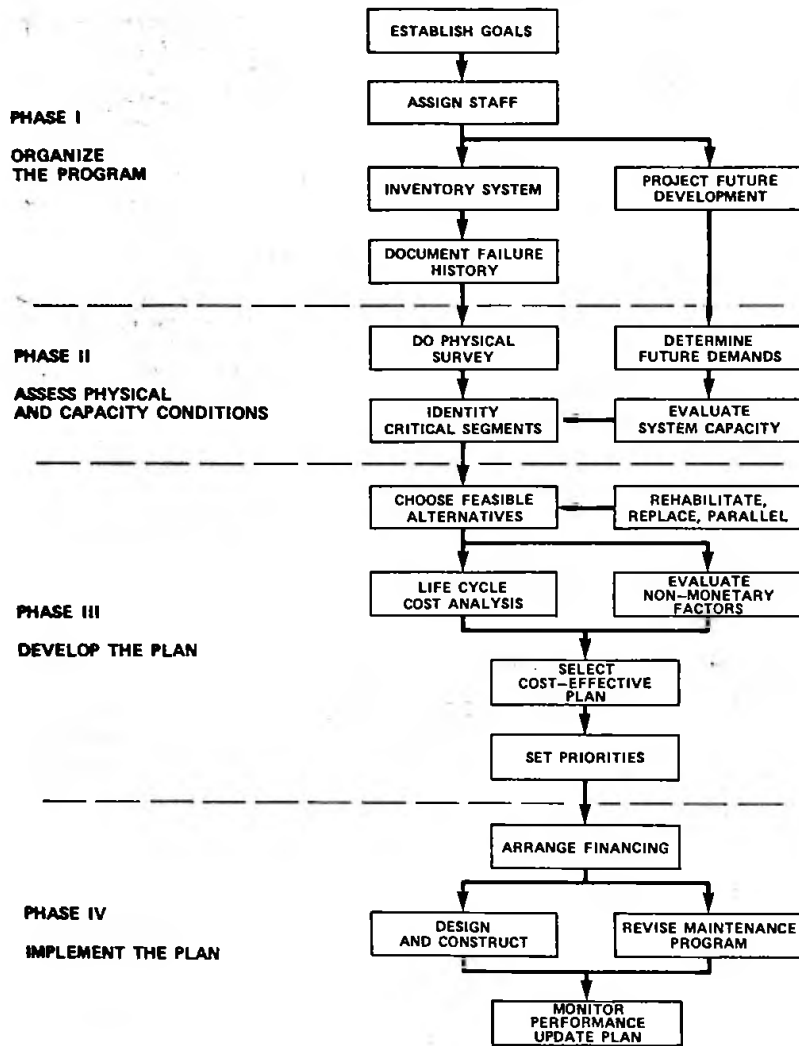 ESTABLISH GOALS
ASSIGN STAFF
PHASE I
ORGANIZE
THE PROGRAM
INVENTORY SYSTEM
PROJECT FUTURE
DEVELOPMENT
DOCUMENT FAILURE
HISTORY
PHASE II
ASSESS PHYSICAL
AND CAPACITY CONDITIONS
DO PHYSICAL
SURVEY
DETERMINE
FUTURE DEMANDS
IDENTITY
CRITICAL SEGMENTS
EVALUATE
SYSTEM CAPACITY
CHOOSE FEASIBLE
ALTERNATIVES
REHABILITATE,
REPLACE, PARALLEL
PHASE III
DEVELOP THE PLAN
LIFE CYCLE
COST ANALYSIS
EVALUATE
NON-MONETARY
FACTORS
SELECT
COST-EFFECTIVE
PLAN
SET PRIORITIES
ARRANGE FINANCING
PHASE IV
IMPLEMENT THE PLAN
DESIGN
AND CONSTRUCT
REVISE MAINTENANCE
PROGRAM
MONITOR
PERFORMANCE
UPDATE PLAN